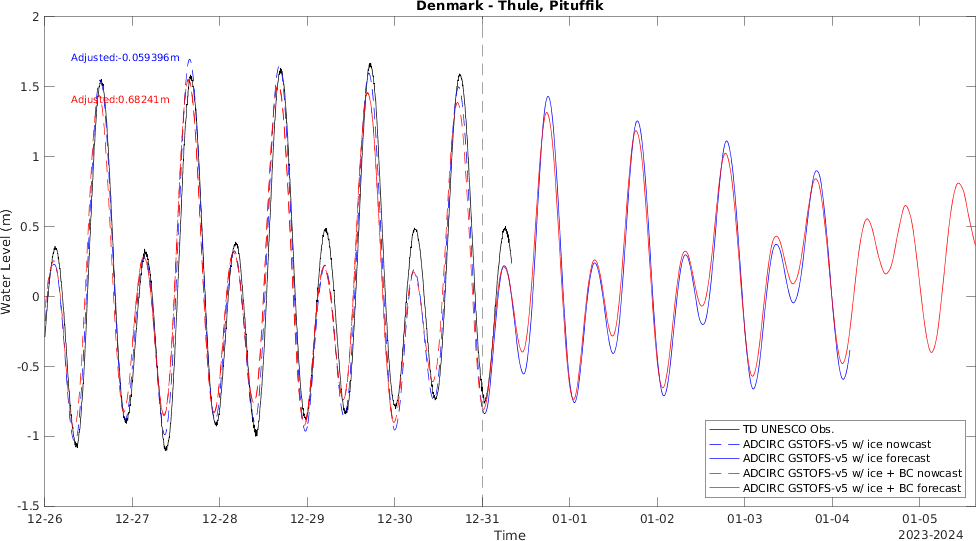 Denmark - Thule, Pituffik
2
1.5
1
0.5
0
-0.5
-1
-1.5
Water Level (m)
Adjusted:-0.059396m
Adjusted:0.68241m
TD UNESCO Obs.
ADCIRC GSTOFS-v5 w/ ice nowcast
ADCIRC GSTOFS-v5 w/ ice forecast
ADCIRC GSTOFS-v5 w/ ice + BC nowcast
ADCIRC GSTOFS-v5 w/ ice + BC forecast
12-26 12-27 12-28 12-29 12-30 12-31 01-01 01-02 01-03 01-04 01-05
Time
2023-2024